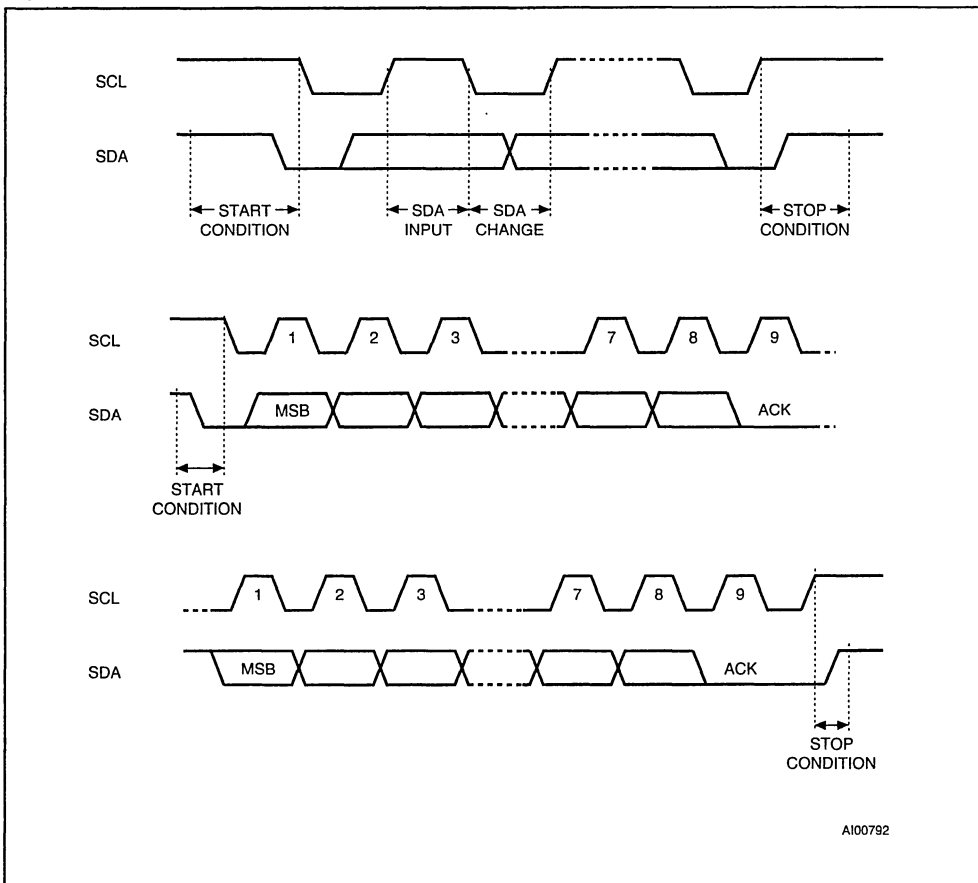 SCL
SDA
START
CONDITION
SDA
INPUT
SDA
CHANGE
STOP
CONDITION
SCL
1 2 3 7 8 9
SDA
MSB
ACK
START
CONDITION
SCL
1 2 3 7 8 9
SDA
MSB
ACK
STOP
CONDITION
AI00792